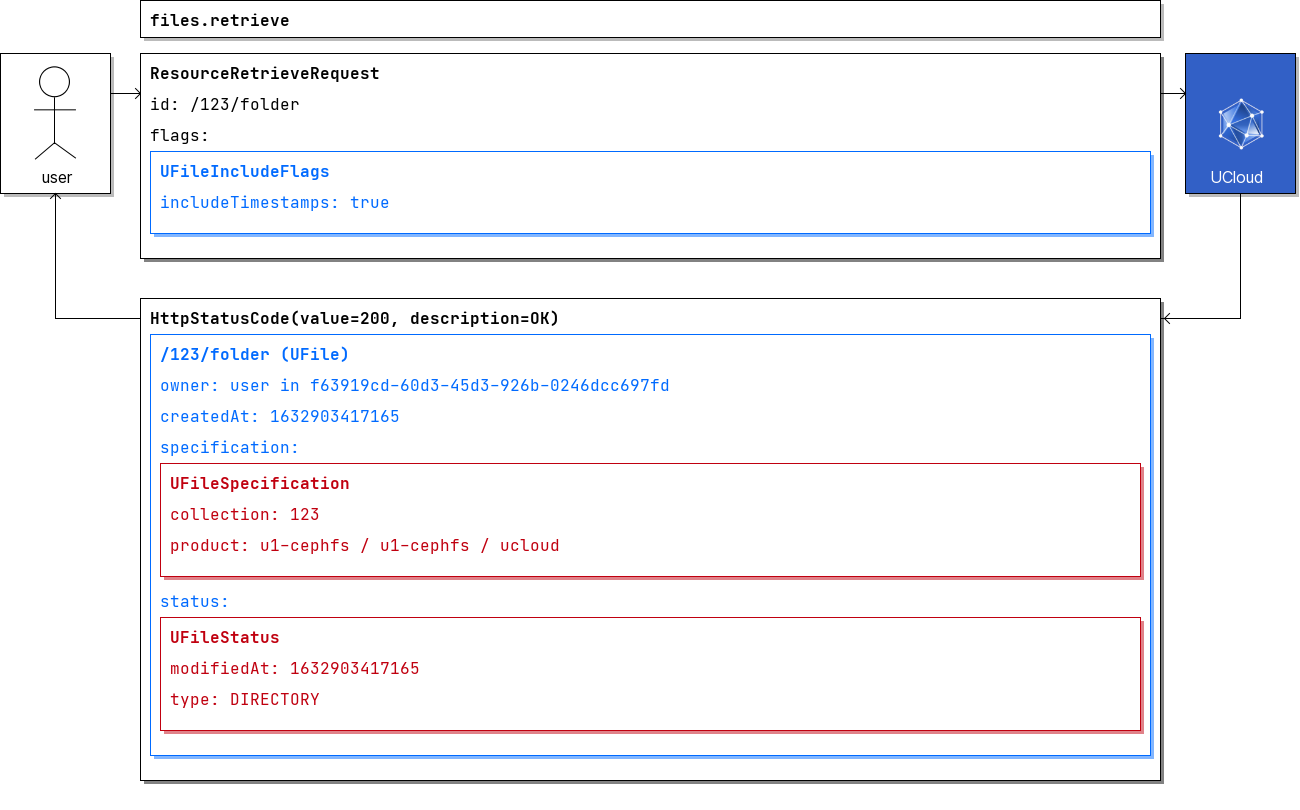 files.retrieve
ResourceRetrieveRequest
id: /123/folder
flags:
UFileIncludeFlags
includeTimestamps: true
user
UCloud
HttpStatusCode(value=200, description=OK)
/123/folder (UFile)
owner: user in f63919cd-60d3-45d3-926b-0246dcc697fd
createdAt: 1632903417165
specification:
UFileSpecification
collection: 123
product: u1-cephfs / u1-cephfs / ucloud
status:
UFileStatus
modifiedAt: 1632903417165
type: DIRECTORY